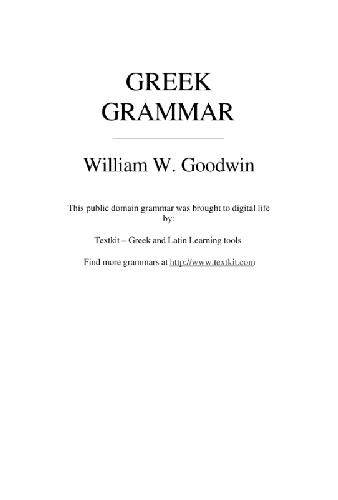 GREEK
GRAMMAR
William W. Goodwin
This public domain grammar was brought to digital life
by:
Textkit – Greek and Latin Learning tools
Find more grammars at http://www.textkit.com